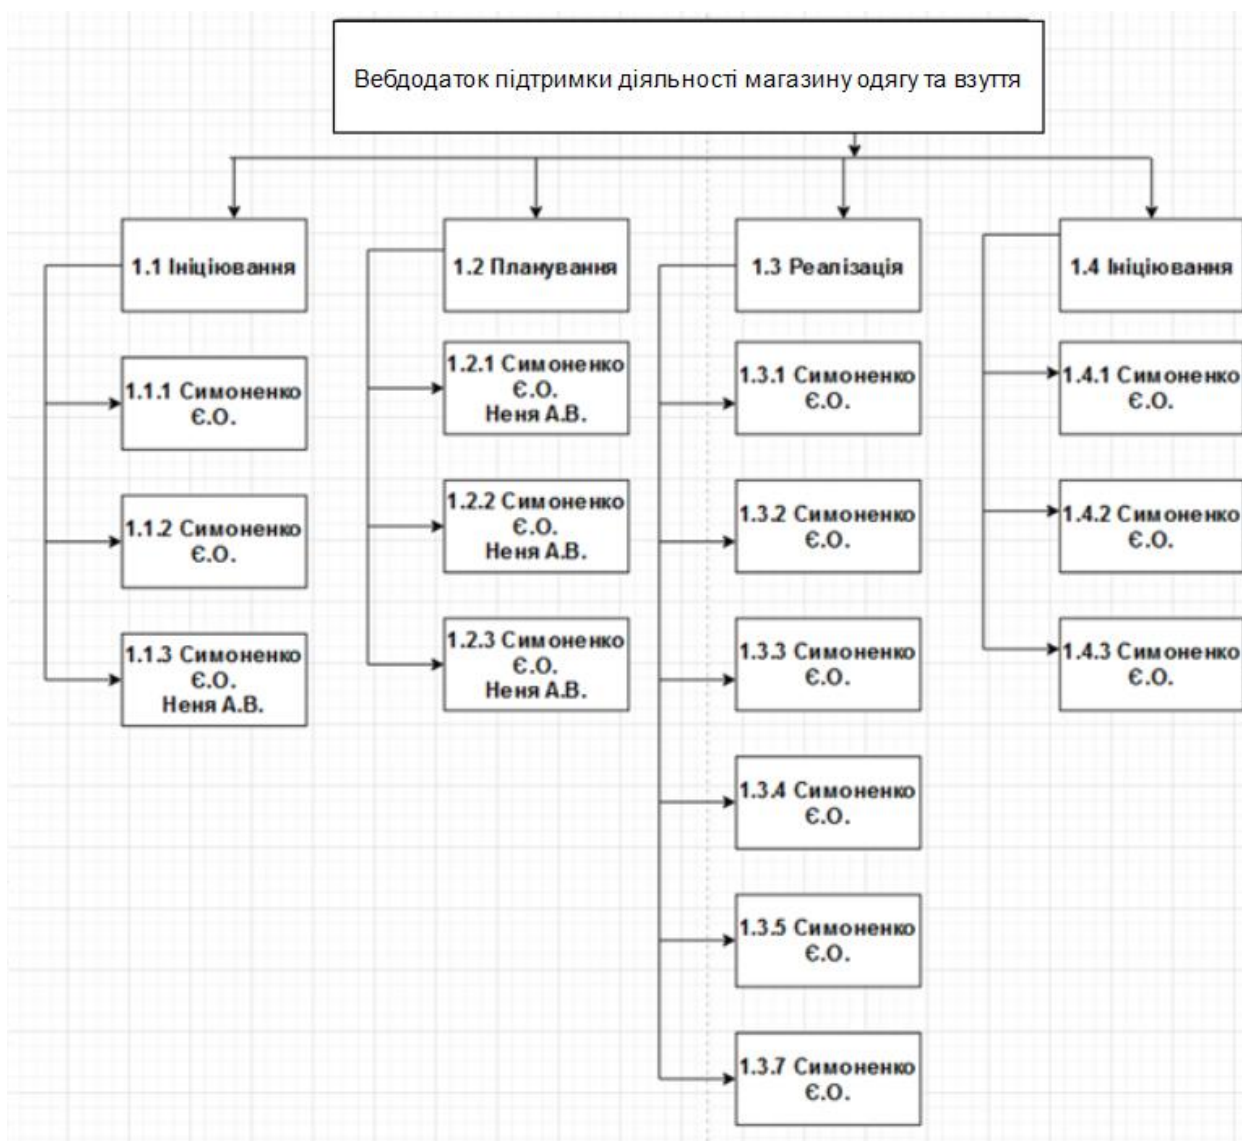 Вебдодаток підтримки діяльності магазину одягу та взуття
1.1 Ініціювання
1.1.1 Симоненко
Є.О.
1.1.2 Симоненко
Є.О.
1.1.3 Симоненко
Є.О.
Неня А.В.
1.2 Планування
1.2.1 Симоненко
Є.О.
Неня А.В.
1.2.2 Симоненко
Є.О.
Неня А.В.
1.2.3 Симоненко
Є.О.
Неня А.В.
1.3 Реалізація
1.3.1 Симоненко
Є.О.
1.3.2 Симоненко
Є.О.
1.3.3 Симоненко
Є.О.
1.3.4 Симоненко
Є.О.
1.3.5 Симоненко
Є.О.
1.3.7 Симоненко
Є.О.
1.4 Ініціювання
1.4.1 Симоненко
Є.О.
1.4.2 Симоненко
Є.О.
1.4.3 Симоненко
Є.О.